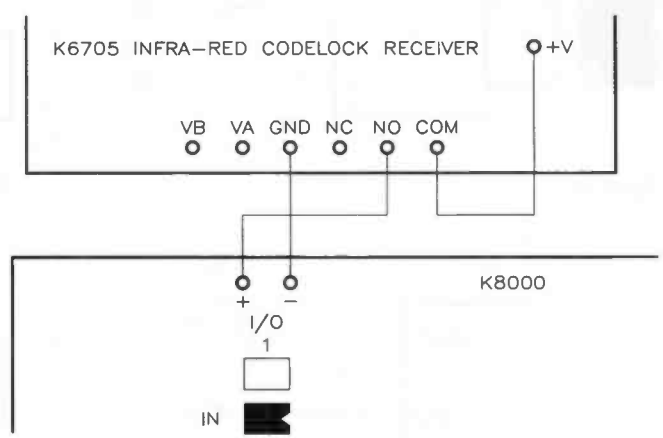 K6705 INFRA-RED CODELOCK RECEIVER
+V
VB VA GND NC NO COM
K8000
+ -
I/O
1
IN